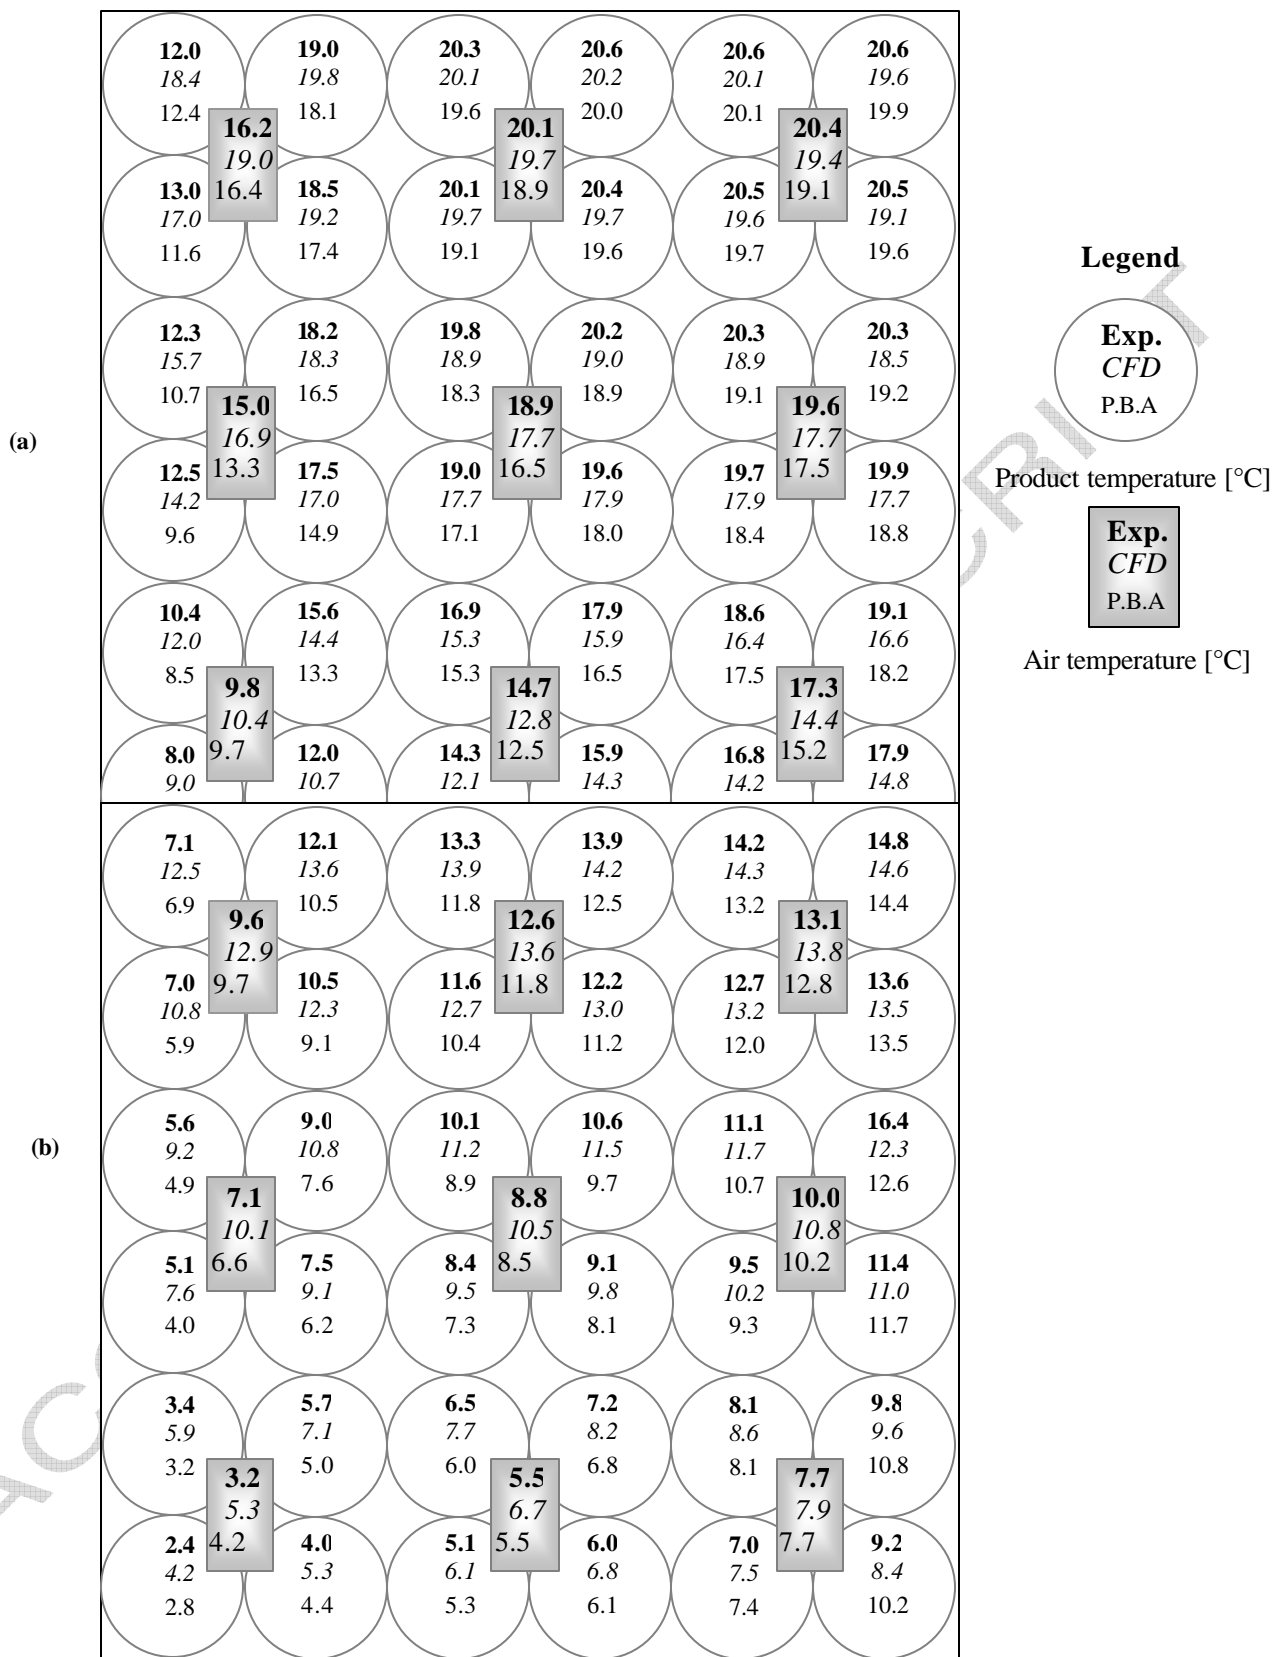 12.0 19.0 20.3 20.6 20.6 20.6
18.4 19.8 20.1 20.2 20.1 19.6
12.4 18.1 19.6 20.0 20.1 19.9
16.2 20.1 20.4
19.0 19.7 19.4
16.4 18.9 19.1
13.0 18.5 20.1 20.4 20.5 20.5
17.0 19.2 19.7 19.7 19.6 19.1
11.6 17.4 19.1 19.6 19.7 19.6
12.3 18.2 19.8 20.2 20.3 20.3
15.7 18.3 18.9 19.0 18.9 18.5
10.7 16.5 18.3 18.9 19.1 19.2
15.0 18.9 19.6
16.9 17.7 17.7
13.3 16.5 17.5
(a)
12.5 17.5 19.0 19.6 19.7 19.9
14.2 17.0 17.7 17.9 17.9 17.7
9.6 14.9 17.1 18.0 18.4 18.8
10.4 15.6 16.9 17.9 18.6 19.1
12.0 14.4 15.3 15.9 16.4 16.6
8.5 13.3 15.3 16.5 17.5 18.2
9.8 14.7 17.3
10.4 12.8 14.4
9.7 12.5 15.2
8.0 12.0 14.3 15.9 16.8 17.9
9.0 10.7 12.1 14.3 14.2 14.8
Legend
Exp.
CFD
P.B.A
Product temperature [°C]
Exp.
CFD
P.B.A
Air temperature [°C]
7.1 12.1 13.3 13.9 14.2 14.8
12.5 13.6 13.9 14.2 14.3 14.6
6.9 10.5 11.8 12.5 13.2 14.4
9.6 12.6 13.1
12.9 13.6 13.8
9.7 11.8 12.8
7.0 10.5 11.6 12.2 12.7 13.6
10.8 12.3 12.7 13.0 13.2 13.5
5.9 9.1 10.4 11.2 12.0 13.5
5.6 9.0 10.1 10.6 11.1 16.4
(b)
9.2 10.8 11.2 11.5 11.7 12.3
4.9 7.6 8.9 9.7 10.7 12.6
7.1 8.8 10.0
10.1 10.5 10.8
6.6 8.5 10.2
5.1 7.5 8.4 9.1 9.5 11.4
7.6 9.1 9.5 9.8 10.2 11.0
4.0 6.2 7.3 8.1 9.3 11.7
3.4 5.7 6.5 7.2 8.1 9.8
5.9 7.1 7.7 8.2 8.6 9.6
3.2 5.0 6.0 6.8 8.1 10.8
3.2 5.5 7.7
5.3 6.7 7.9
4.2 5.5 7.7
2.4 4.0 5.1 6.0 7.0 9.2
4.2 5.3 6.1 6.8 7.5 8.4
2.8 4.4 5.3 6.1 7.4 10.2